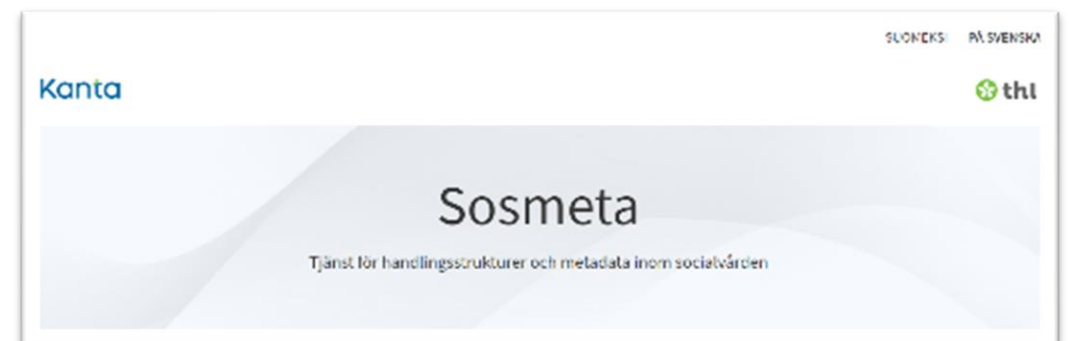 SUOMEKSI PÅ SVENSKA
Kanta
thl
Sosmeta
Tjänst för handlingsstrukturer och metadata inom socialvården